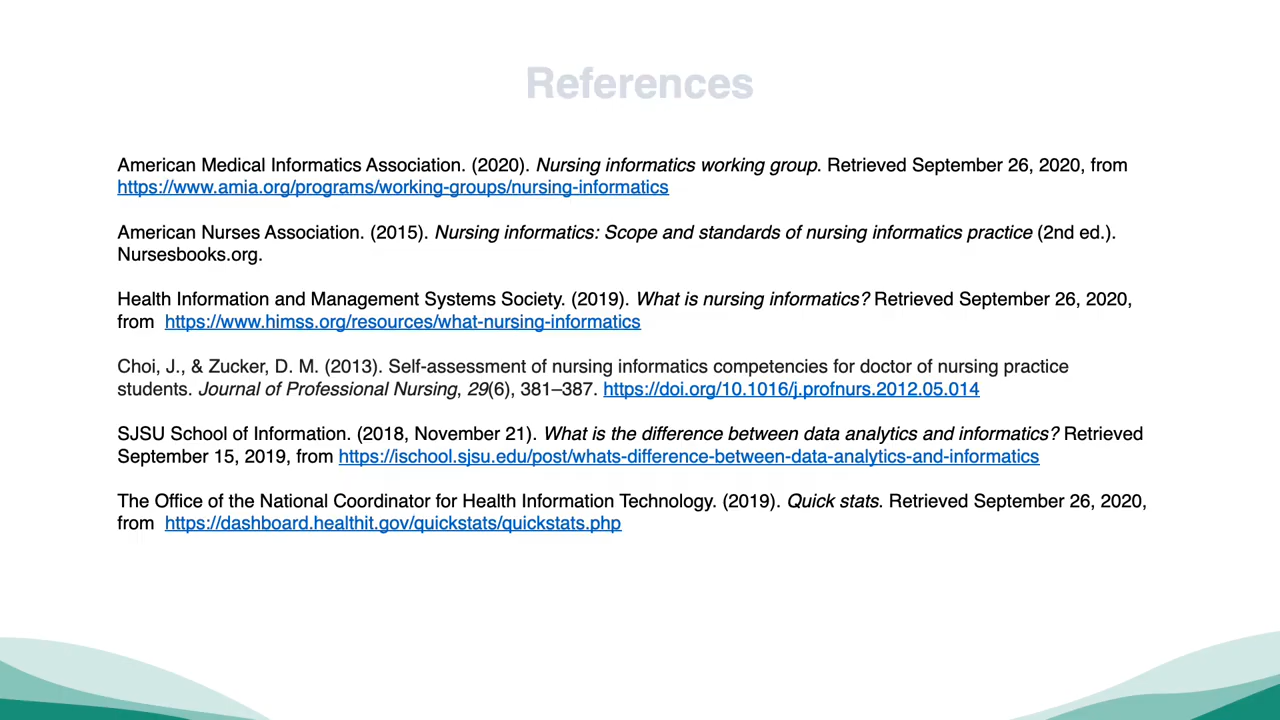 References
American Medical Informatics Association. (2020). Nursing informatics working group. Retrieved September 26, 2020, from
https://www.amia.org/programs/working-groups/nursing-informatics
American Nurses Association. (2015). Nursing informatics: Scope and standards of nursing informatics practice (2nd ed.).
Nursesbooks.org.
Health Information and Management Systems Society. (2019). What is nursing informatics? Retrieved September 26, 2020,
from https://www.himss.org/resources/what-nursing-informatics
Choi, J., & Zucker, D. M. (2013). Self-assessment of nursing informatics competencies for doctor of nursing practice
students. Journal of Professional Nursing, 29(6), 381–387. https://doi.org/10.1016/j.profnurs.2012.05.014
SJSU School of Information. (2018, November 21). What is the difference between data analytics and informatics? Retrieved
September 15, 2019, from https://ischool.sjsu.edu/post/whats-difference-between-data-analytics-and-informatics
The Office of the National Coordinator for Health Information Technology. (2019). Quick stats. Retrieved September 26, 2020,
from https://dashboard.healthit.gov/quickstats/quickstats.php